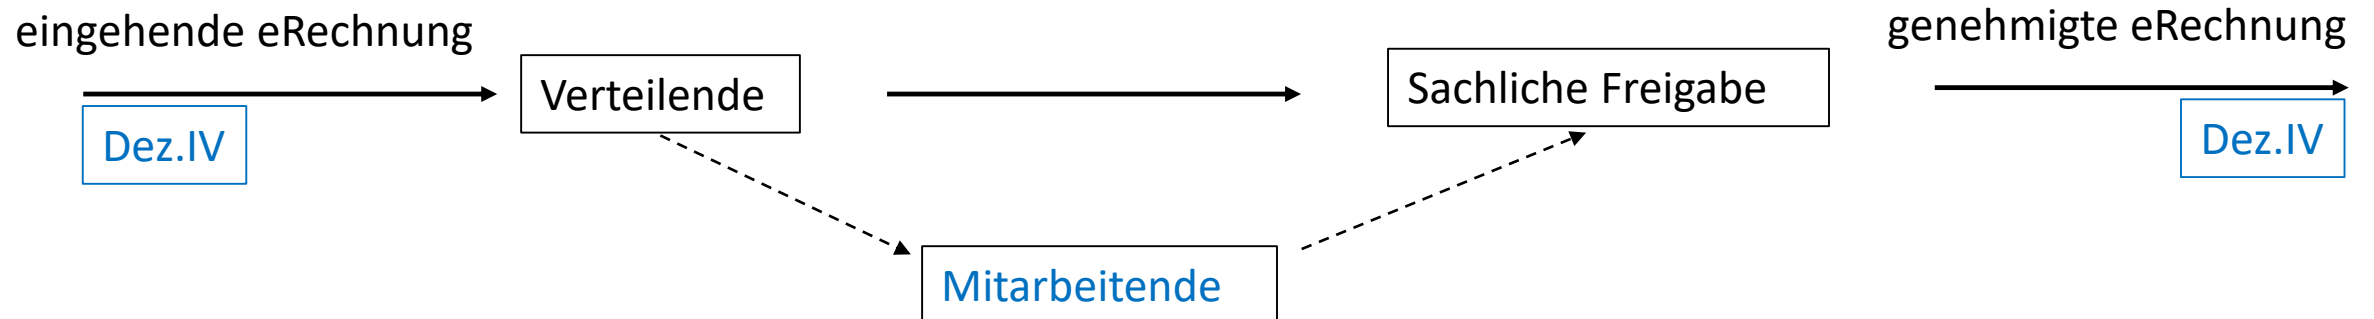 eingehende eRechnung
Dez.IV
Verteilende
Mitarbeitende
Sachliche Freigabe
genehmigte eRechnung
Dez.IV